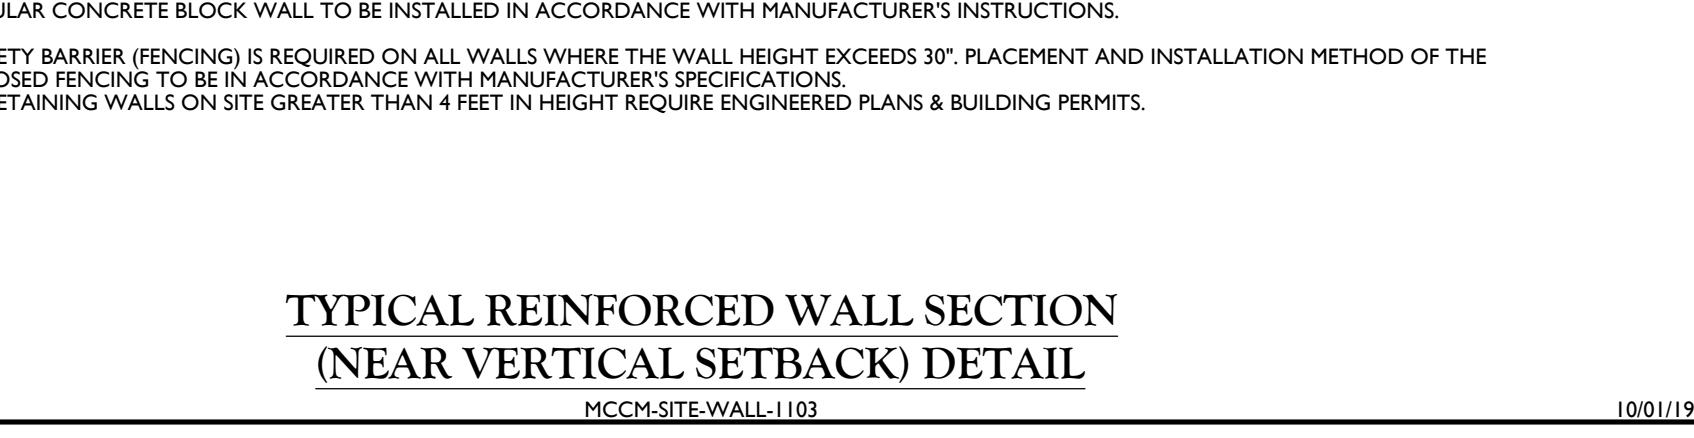 ULAR CONCRETE BLOCK WALL TO BE INSTALLED IN ACCORDANCE WITH MANUFACTURER'S INSTRUCTIONS.
ETY BARRIER (FENCING) IS REQUIRED ON ALL WALLS WHERE THE WALL HEIGHT EXCEEDS 30". PLACEMENT AND INSTALLATION METHOD OF THE
OSED FENCING TO BE IN ACCORDANCE WITH MANUFACTURER'S SPECIFICATIONS.
ETAINING WALLS ON SITE GREATER THAN 4 FEET IN HEIGHT REQUIRE ENGINEERED PLANS & BUILDING PERMITS.
TYPICAL REINFORCED WALL SECTION
(NEAR VERTICAL SETBACK) DETAIL
MCCM-SITE-WALL-1103 10/01/19